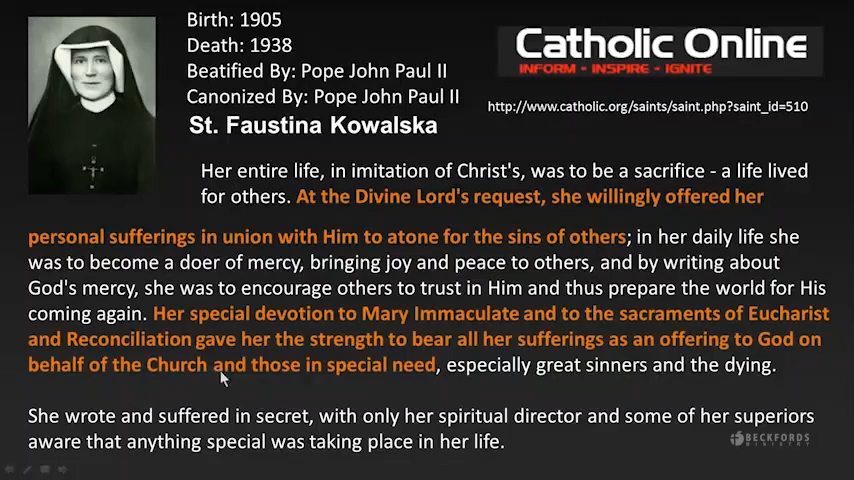 Birth: 1905
Death: 1938
Beatified By: Pope John Paul II
Canonized By: Pope John Paul II
St. Faustina Kowalska
Catholic Online
INFORM - INSPIRE - IGNITE
http://www.catholic.org/saints/saint.php?saint_id=510
Her entire life, in imitation of Christ's, was to be a sacrifice - a life lived
for others. At the Divine Lord's request, she willingly offered her
personal sufferings in union with Him to atone for the sins of others; in her daily life she
was to become a doer of mercy, bringing joy and peace to others, and by writing about
God's mercy, she was to encourage others to trust in Him and thus prepare the world for His
coming again. Her special devotion to Mary Immaculate and to the sacraments of Eucharist
and Reconciliation gave her the strength to bear all her sufferings as an offering to God on
behalf of the Church and those in special need, especially great sinners and the dying.
She wrote and suffered in secret, with only her spiritual director and some of her superiors
aware that anything special was taking place in her life.
BECKFORDS
MINISTRY